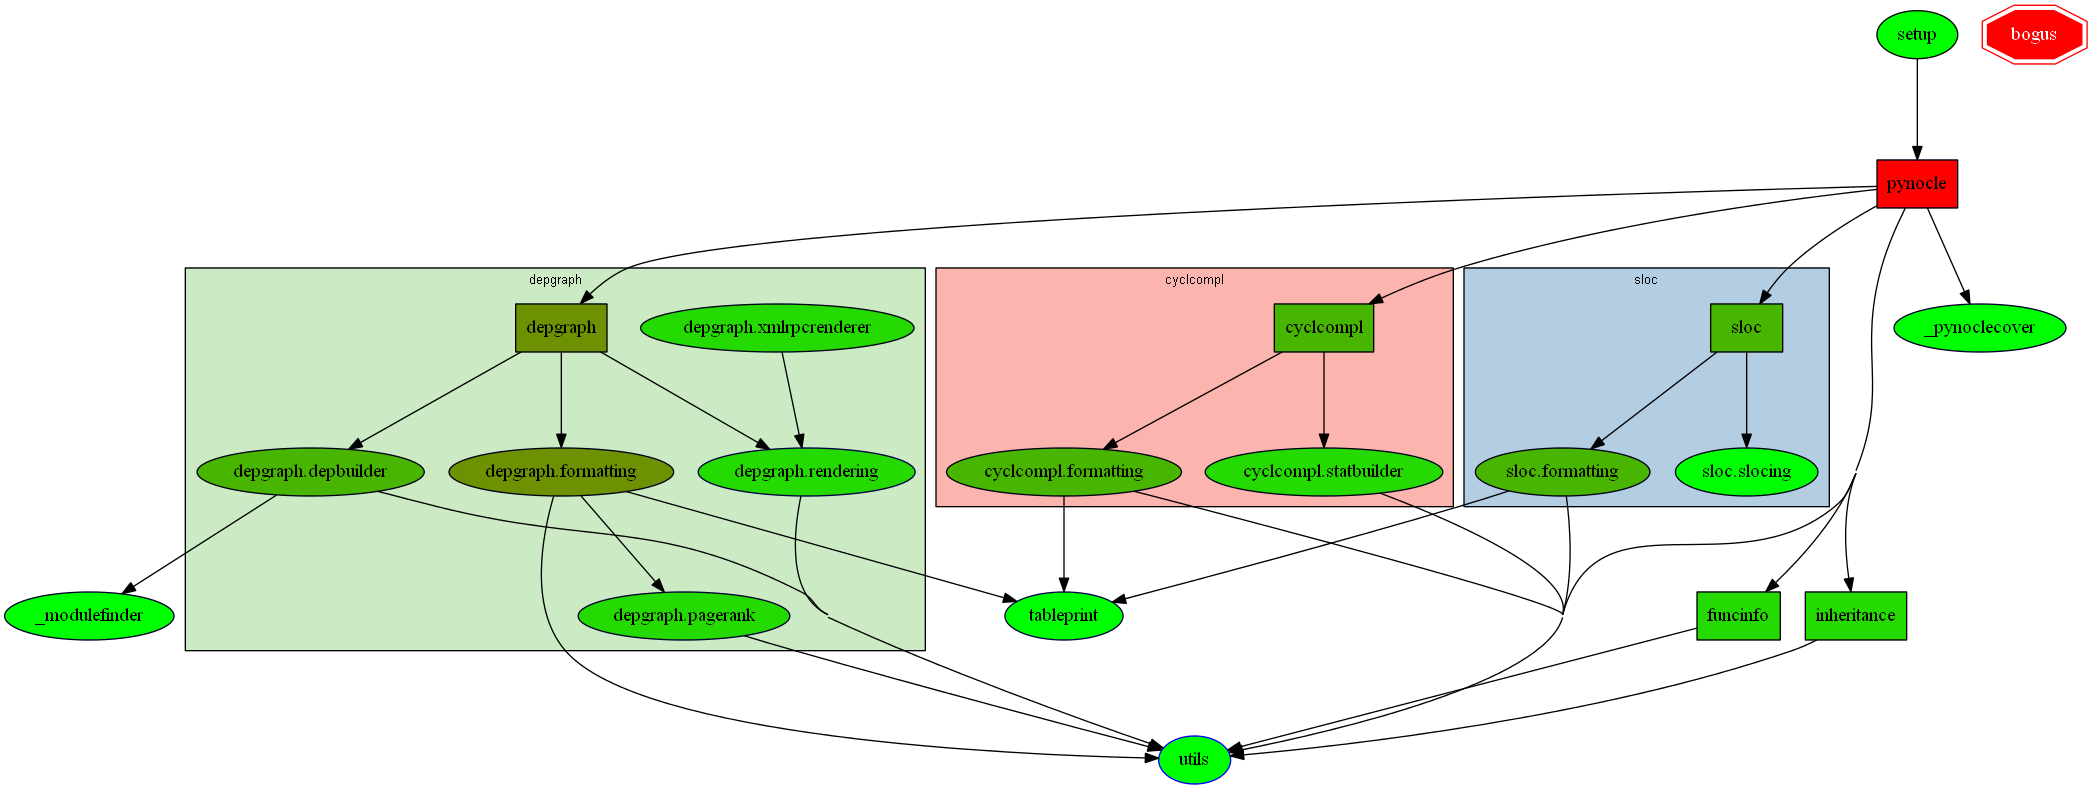 setup
bogus
pynocle
depgraph
cyclcompl
sloc
depgraph
depgraph.xmlrpcrenderer
cyclcompl
sloc
_pynoclecover
depgraph.depbuilder
depgraph.formatting
depgraph.rendering
cyclcompl.formatting
cyclcompl.statbuilder
sloc.formatting
sloc.slocing
_modulefinder
depgraph.pagerank
tableprint
funcinfo
inheritance
utils